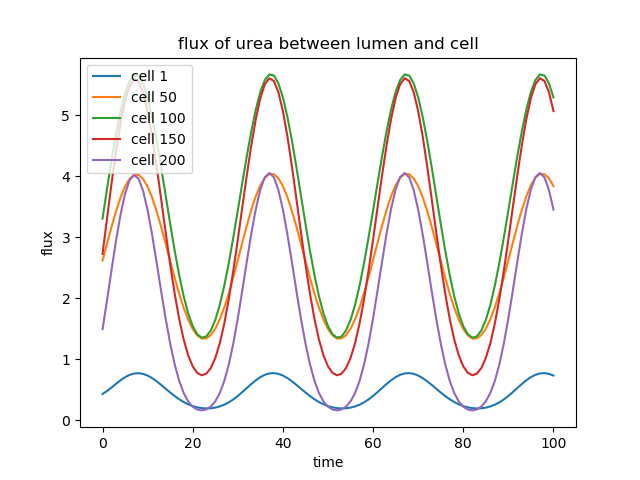 flux of urea between lumen and cell
cell 1
cell 50
cell 100
cell 150
cell 200
flux
5
4
3
2
1
0
0 20 40 60 80 100
time